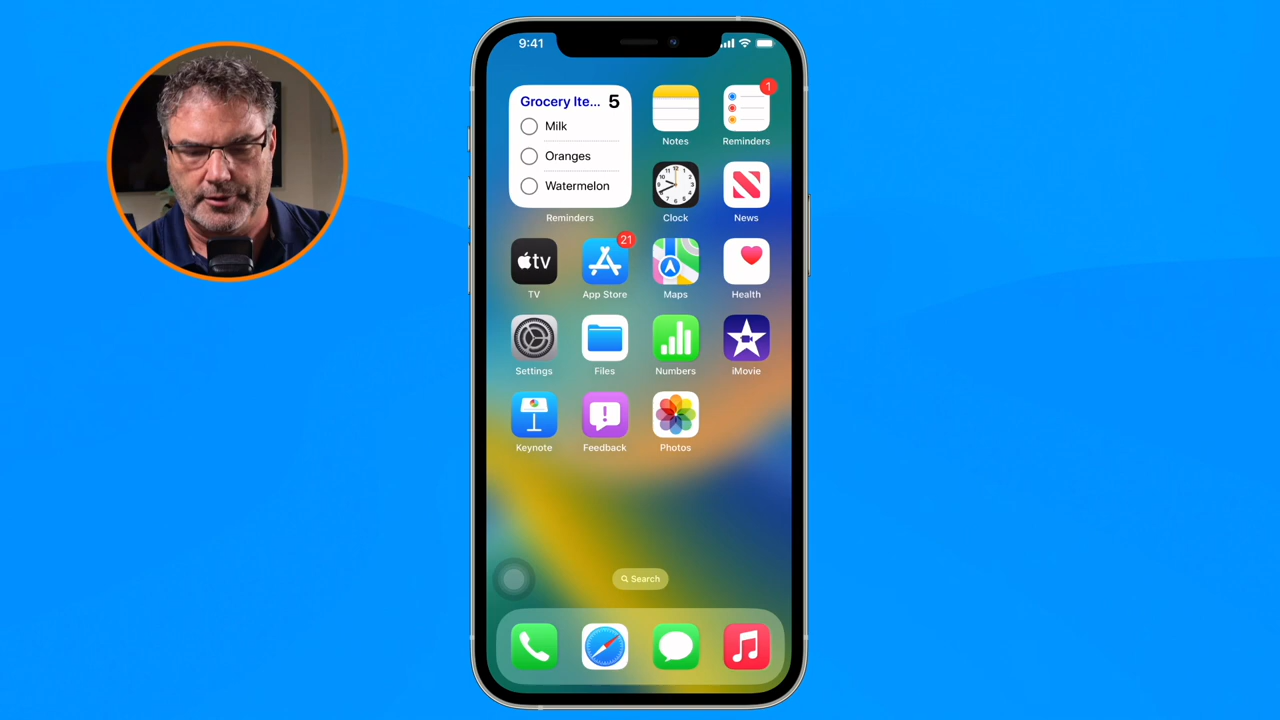 9:41
Grocery Ite... 5
Milk
Oranges
Watermelon
Reminders
Notes
1
Reminders
12
Clock
News
tv
TV
21
App Store
Maps
Health
Settings
Files
Numbers
iMovie
Keynote
Feedback
Photos
Search